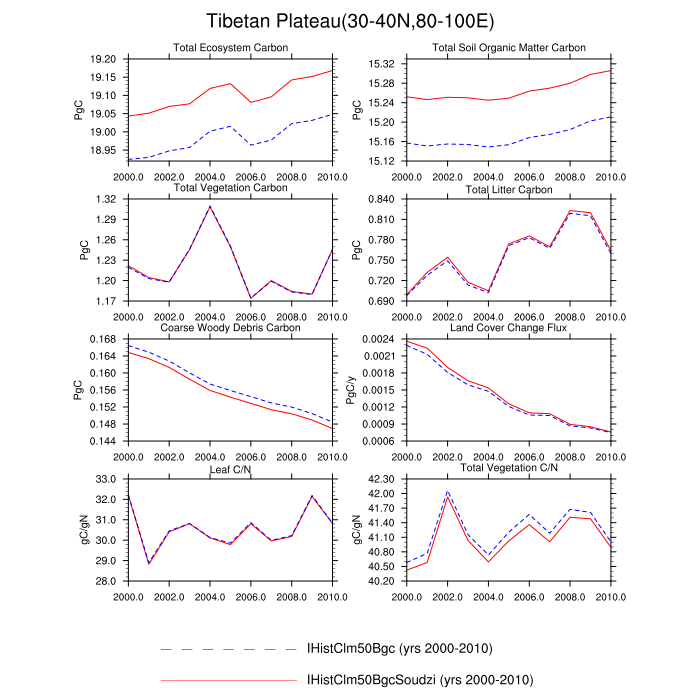 Tibetan Plateau(30-40N,80-100E)
Total Ecosystem Carbon
PgC
19.20
19.15
19.10
19.05
19.00
18.95
2000.0 2002.0 2004.0 2006.0 2008.0 2010.0
Total Soil Organic Matter Carbon
PgC
15.32
15.28
15.24
15.20
15.16
15.12
2000.0 2002.0 2004.0 2006.0 2008.0 2010.0
Total Vegetation Carbon
PgC
1.32
1.29
1.26
1.23
1.20
1.17
2000.0 2002.0 2004.0 2006.0 2008.0 2010.0
Total Litter Carbon
PgC
0.840
0.810
0.780
0.750
0.720
0.690
2000.0 2002.0 2004.0 2006.0 2008.0 2010.0
Coarse Woody Debris Carbon
PgC
0.168
0.164
0.160
0.156
0.152
0.148
0.144
2000.0 2002.0 2004.0 2006.0 2008.0 2010.0
Land Cover Change Flux
PgC/y
0.0024
0.0021
0.0018
0.0015
0.0012
0.0009
0.0006
2000.0 2002.0 2004.0 2006.0 2008.0 2010.0
Leaf C/N
gC/gN
33.0
32.0
31.0
30.0
29.0
28.0
2000.0 2002.0 2004.0 2006.0 2008.0 2010.0
Total Vegetation C/N
gC/gN
42.30
42.00
41.70
41.40
41.10
40.80
40.50
40.20
2000.0 2002.0 2004.0 2006.0 2008.0 2010.0
IHistClm50Bgc (yrs 2000-2010)
IHistClm50BgcSoudzi (yrs 2000-2010)